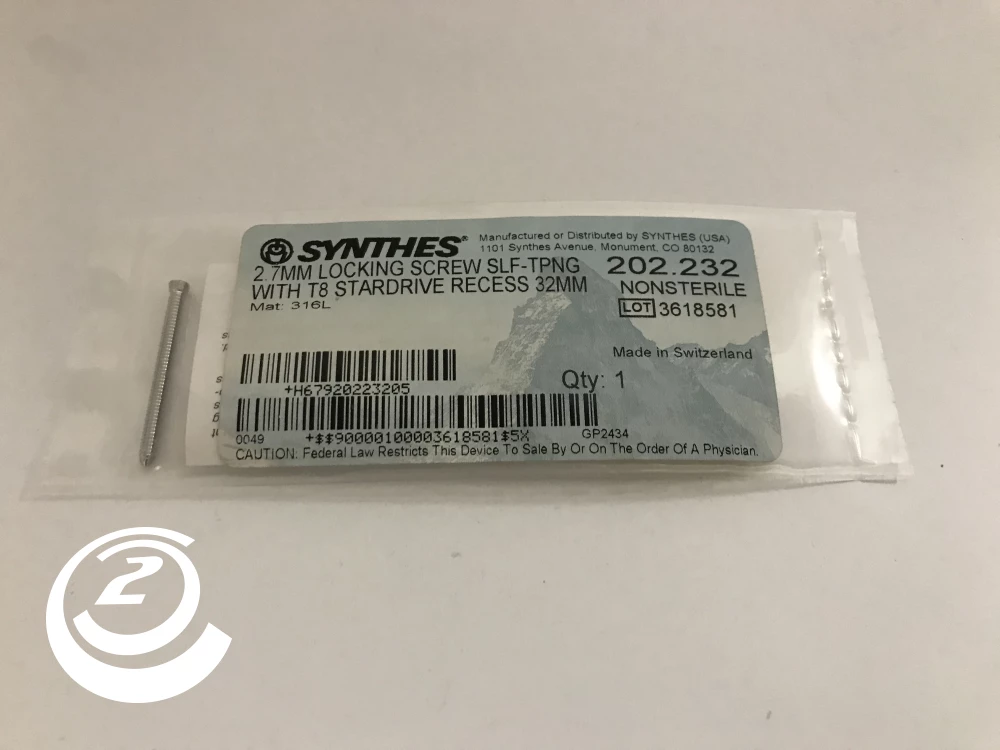 SYNTHES®
Manufactured or Distributed by SYNTHES (USA)
1101 Synthes Avenue, Monument, CO 80132
2.7MM LOCKING SCREW SLF-TPNG
WITH T8 STARDRIVE RECESS 32MM
Mat: 316L
202.232
NONSTERILE
LOT 3618581
Made in Switzerland
Qty: 1
+H67920223205
0049
+$$90000100003618581$5X
GP2434
CAUTION: Federal Law Restricts This Device To Sale By Or On The Order Of A Physician.
2